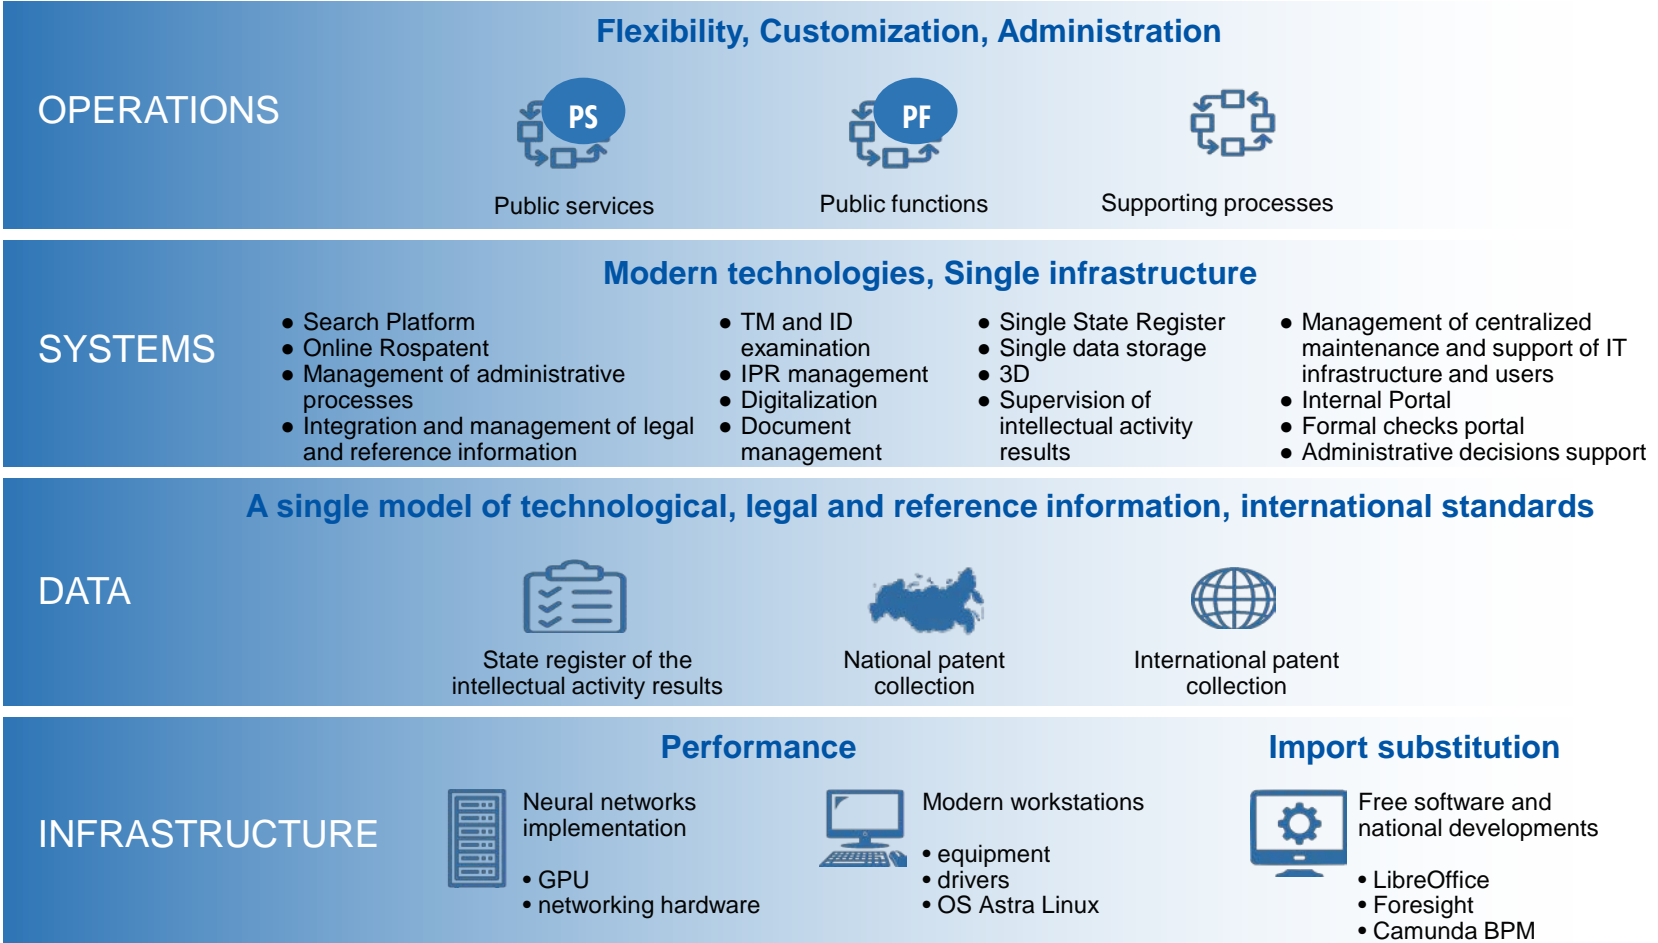 Flexibility, Customization, Administration
OPERATIONS
PS
PF
Public services
Public functions
Supporting processes
Modern technologies, Single infrastructure
SYSTEMS
● Search Platform
● Online Rospatent
● Management of administrative
processes
● Integration and management of legal
and reference information
● TM and ID
examination
● IPR management
● Digitalization
● Document
management
● Single State Register
● Single data storage
● 3D
● Supervision of
intellectual activity
results
● Management of centralized
maintenance and support of IT
infrastructure and users
● Internal Portal
● Formal checks portal
● Administrative decisions support
A single model of technological, legal and reference information, international standards
DATA
State register of the
intellectual activity results
National patent
collection
International patent
collection
Performance
Import substitution
INFRASTRUCTURE
Neural networks
implementation
• GPU
• networking hardware
Modern workstations
• equipment
• drivers
• OS Astra Linux
Free software and
national developments
• LibreOffice
• Foresight
• Camunda BPM